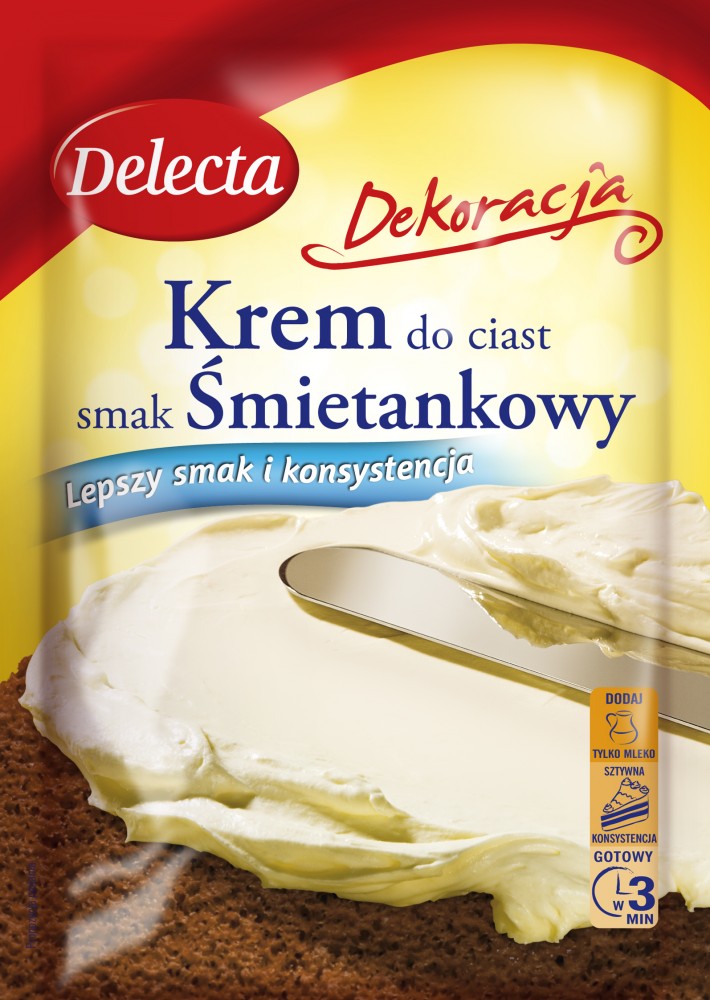 Delecta
Dekoracja
Krem do ciast
smak Śmietankowy
Lepszy smak i konsystencja
DODAJ
TYLKO MLEKO
SZTYWNA
KONSYSTENCJA
GOTOWY
W 3
MIN